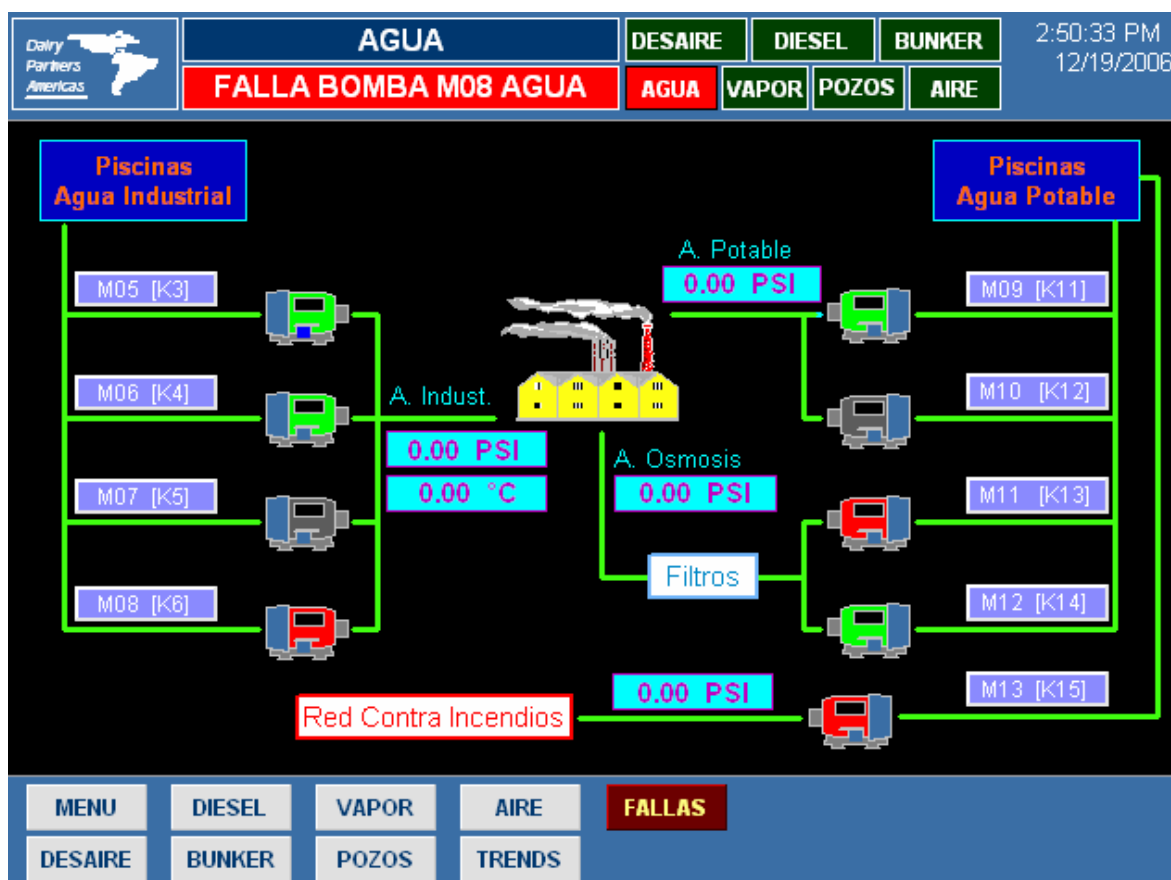 Dairy
Partners
Americas
AGUA
FALLA BOMBA M08 AGUA
DESAIRE
DIESEL
BUNKER
AGUA
VAPOR
POZOS
AIRE
2:50:33 PM
12/19/2006
Piscinas
Agua Industrial
Piscinas
Agua Potable
A. Potable
0.00 PSI
M05 [K3]
M09 [K11]
M06 [K4]
A. Indust.
M10 [K12]
0.00 PSI
0.00 °C
A. Osmosis
0.00 PSI
M07 [K5]
M11 [K13]
Filtros
M08 [K6]
M12 [K14]
0.00 PSI
M13 [K15]
Red Contra Incendios
MENU
DIESEL
VAPOR
AIRE
FALLAS
DESAIRE
BUNKER
POZOS
TRENDS